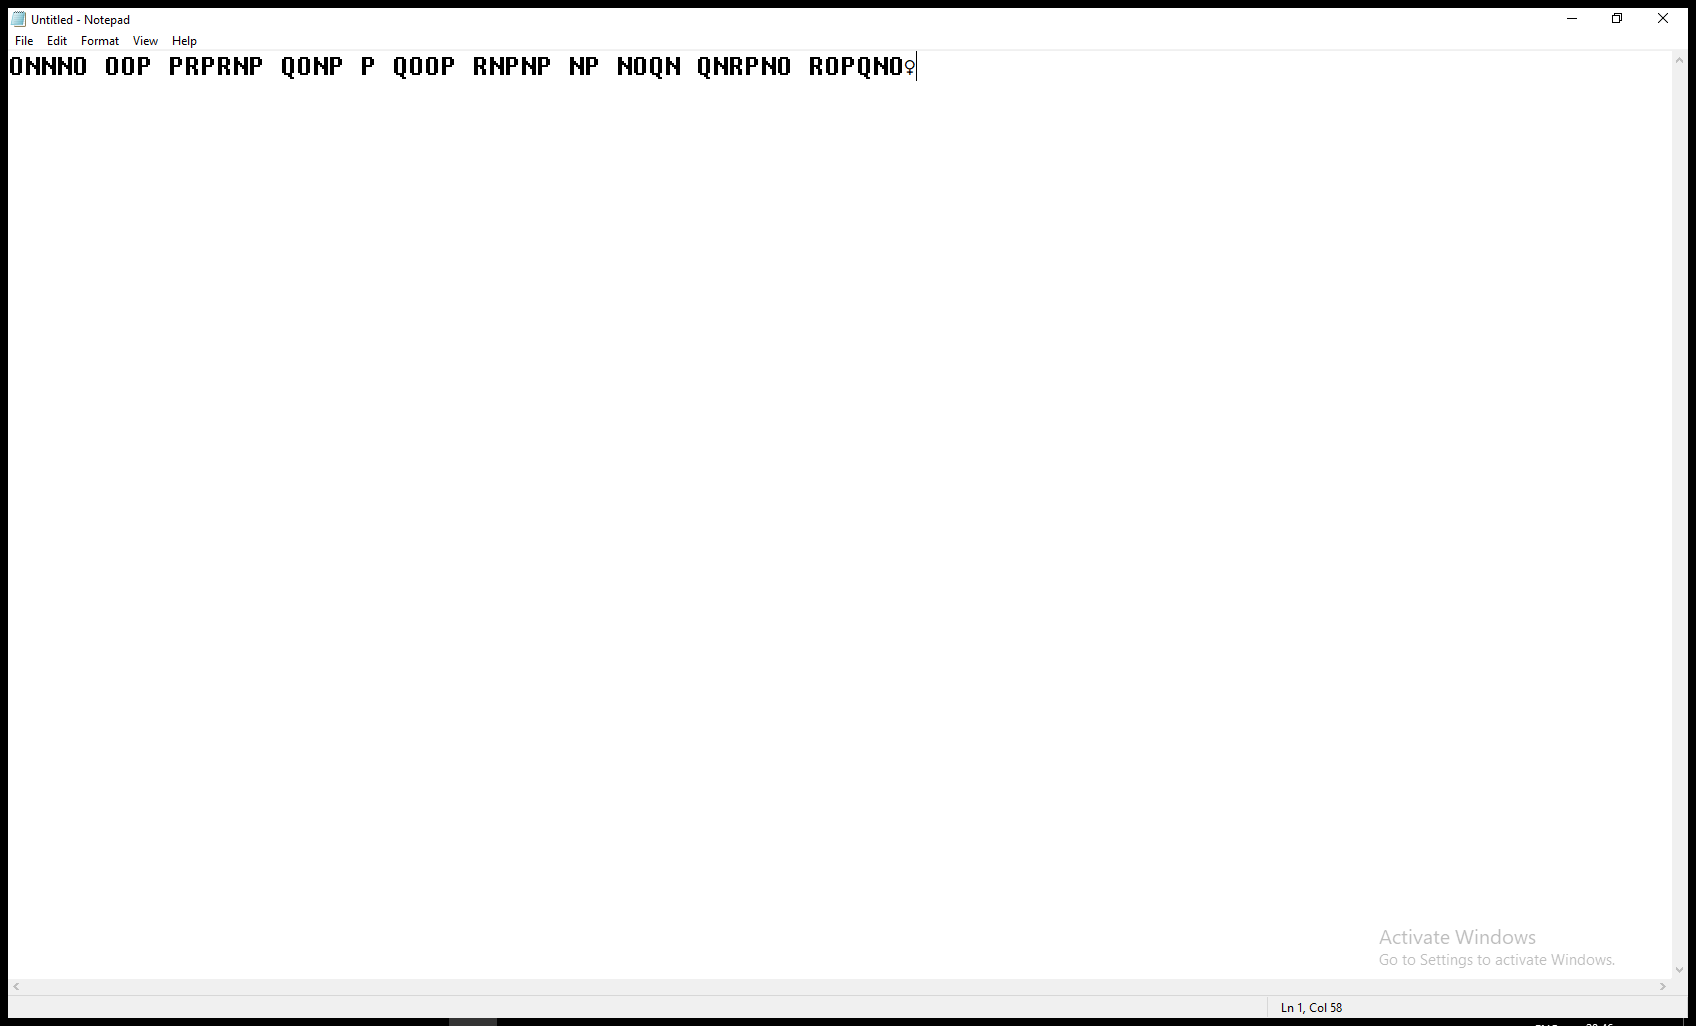 Untitled - Notepad
File Edit Format View Help
ONNNO OOP PRPRNP QONP P QOOP RNPNP NP NOQN QNRPNO ROPQNO♀
Activate Windows
Go to Settings to activate Windows.
Ln 1, Col 58